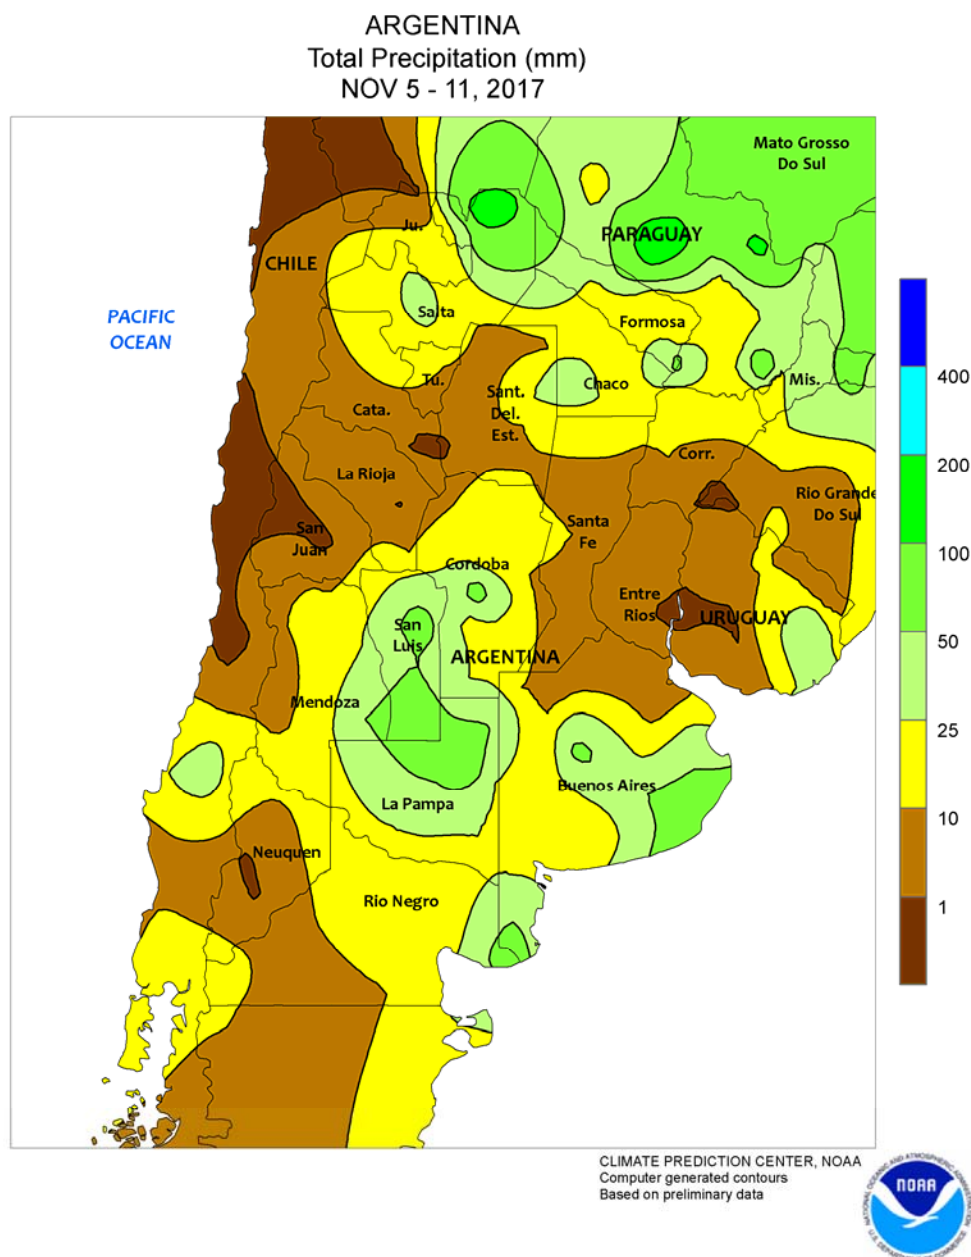 ARGENTINA
Total Precipitation (mm)
NOV 5 - 11, 2017
Mato Grosso
Do Sul
Ju.
PARAGUAY
CHILE
PACIFIC
OCEAN
Salta
Formosa
400
Tu.
Chaco
Mis.
Sant.
Del.
Est.
Cata.
Corr.
200
La Rioja
Rio Grande
Do Sul
San
Juan
Santa
Fe
100
Cordoba
Entre
Rios
URUGUAY
San
Luis
50
ARGENTINA
Mendoza
25
Buenos Aires
La Pampa
10
Neuquen
Rio Negro
1
CLIMATE PREDICTION CENTER, NOAA
Computer generated contours
Based on preliminary data
NOAA